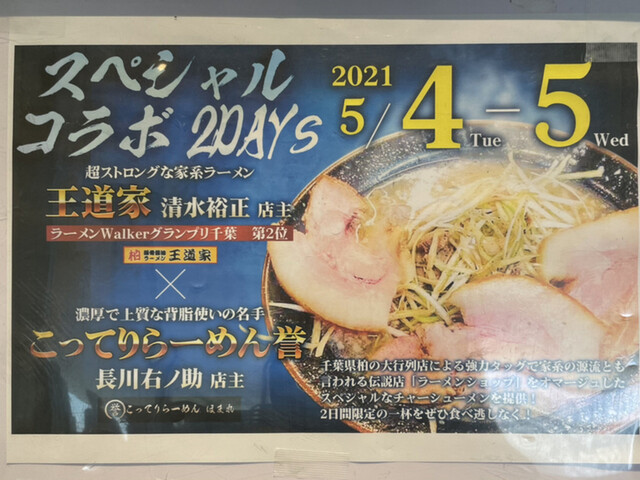 スペシャル
コラボ 2DAYS
2021
5/4-5
Tue
Wed
超ストロングな家系ラーメン
王道家 清水裕正 店主
ラーメンWalkerグランプリ千葉 第2位
柏 王道家
×
濃厚で上質な背脂使いの名手
こってりらーめん誉
長川右ノ助 店主
誉 こってりらーめん ほまれ
千葉県柏の大行列店による強力タッグで家系の源流とも
言われる伝説店「ラーメンショップ」をオマージュした
スペシャルなチャーシューメンを提供!
2日間限定の一杯をぜひ食べ逃しなく!